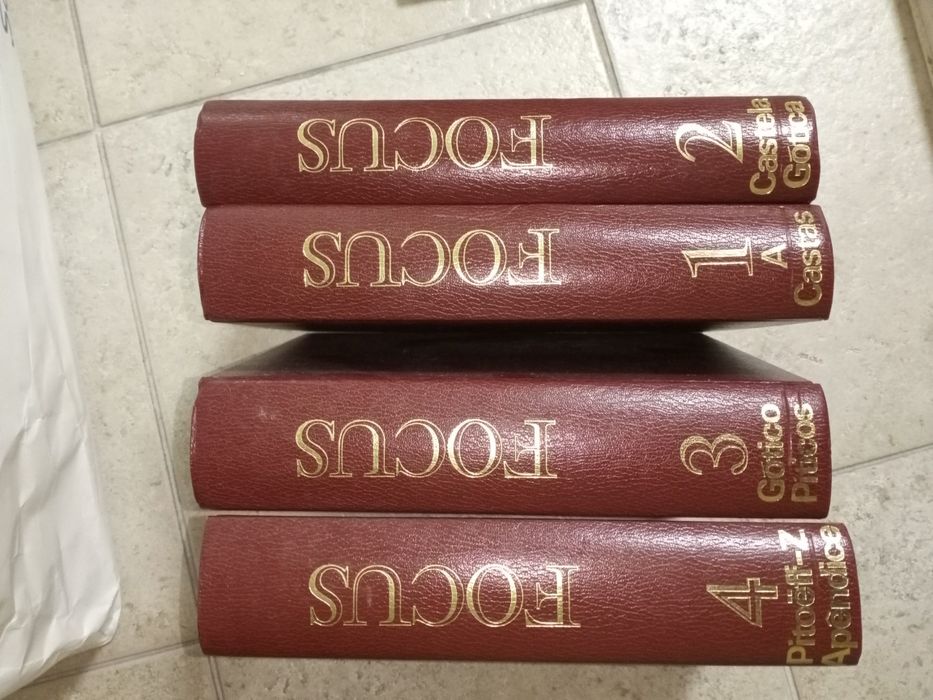 FOCUS
2
Castela
Gótica
FOCUS
1
A
Castas
FOCUS
3
Gótico
Píticos
FOCUS
4
Pitoëff-Z
Apêndice